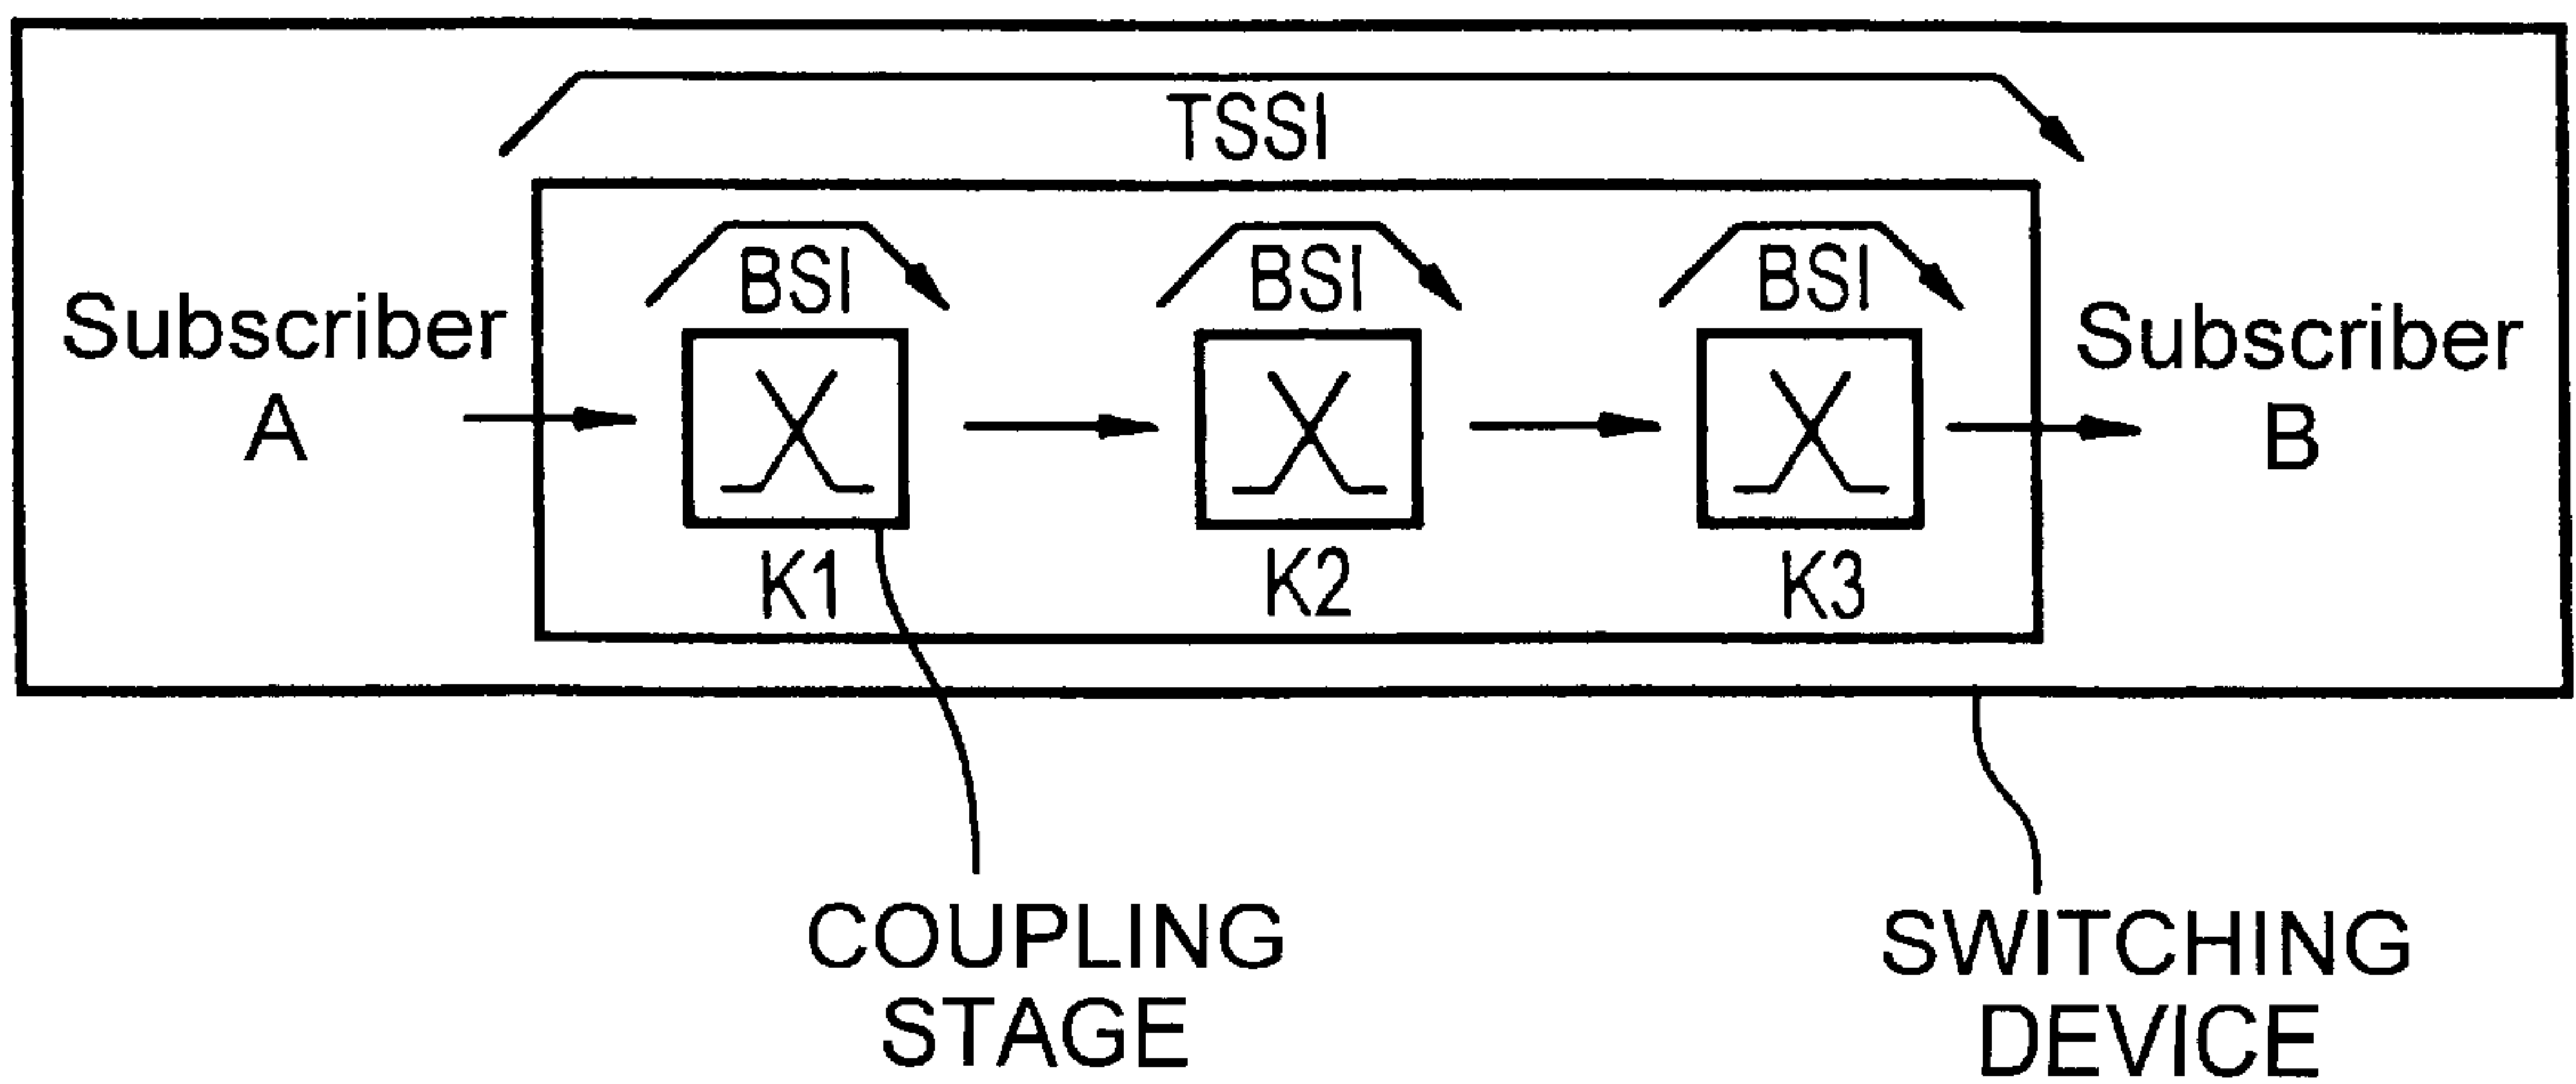 TSSI
BSI BSI BSI
Subscriber
A
Subscriber
B
K1 K2 K3
COUPLING
STAGE
SWITCHING
DEVICE